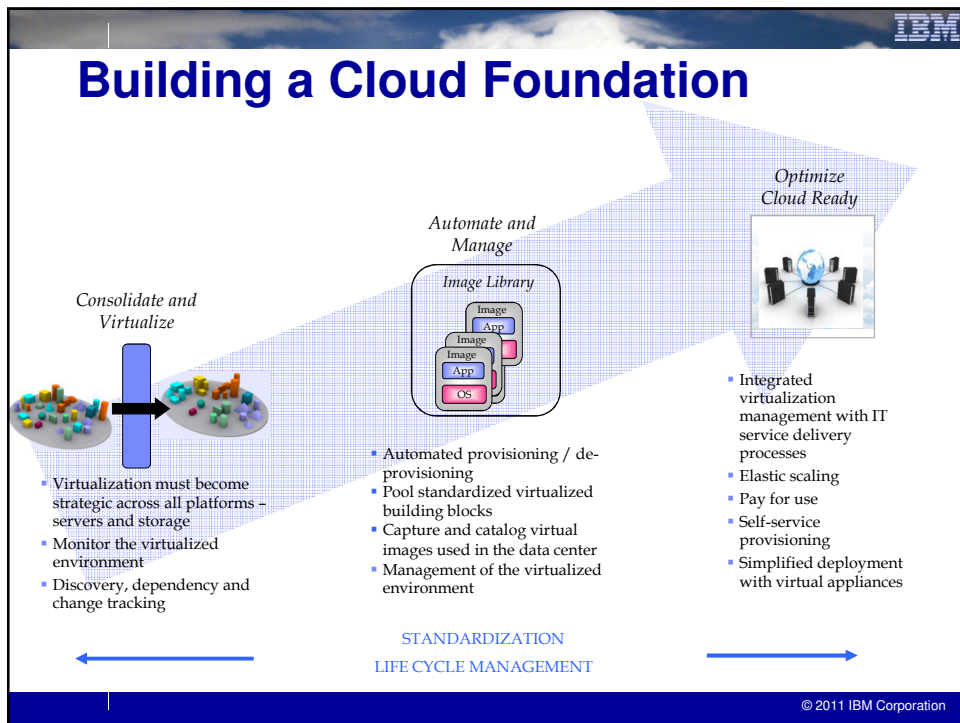 IBM
Building a Cloud Foundation
Consolidate and
Virtualize
▪ Virtualization must become
strategic across all platforms –
servers and storage
▪ Monitor the virtualized
environment
▪ Discovery, dependency and
change tracking
Automate and
Manage
Image Library
Image
App
Image
Image
App
OS
▪ Automated provisioning / de-
provisioning
▪ Pool standardized virtualized
building blocks
▪ Capture and catalog virtual
images used in the data center
▪ Management of the virtualized
environment
Optimize
Cloud Ready
▪ Integrated
virtualization
management with IT
service delivery
processes
▪ Elastic scaling
▪ Pay for use
▪ Self-service
provisioning
▪ Simplified deployment
with virtual appliances
STANDARDIZATION
LIFE CYCLE MANAGEMENT
© 2011 IBM Corporation